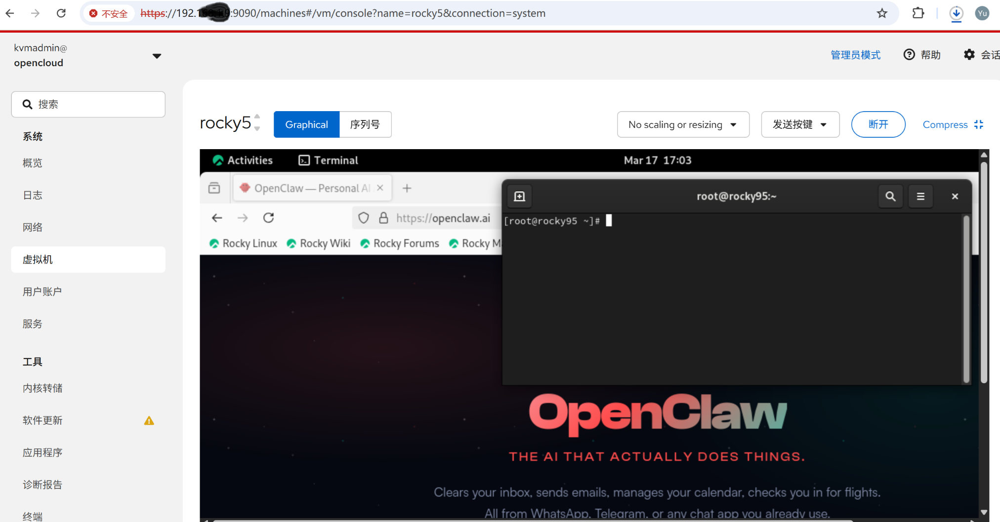 不安全 https://192.168. :9090/machines#/vm/console?name=rocky5&connection=system
Yu
kvmadmin@
opencloud
管理员模式
帮助
会话
搜索
系统
概览
日志
网络
虚拟机
用户账户
服务
工具
内核转储
软件更新
应用程序
诊断报告
终端
rocky5
Graphical
序列号
No scaling or resizing
发送按键
断开
Compress
Activities
Terminal
Mar 17 17:03
OpenClaw — Personal AI
https://openclaw.ai
Rocky Linux
Rocky Wiki
Rocky Forums
Rocky M
root@rocky95:~
[root@rocky95 ~]#
OpenClaw
THE AI THAT ACTUALLY DOES THINGS.
Clears your inbox, sends emails, manages your calendar, checks you in for flights.
All from WhatsApp, Telegram, or any chat app you already use.